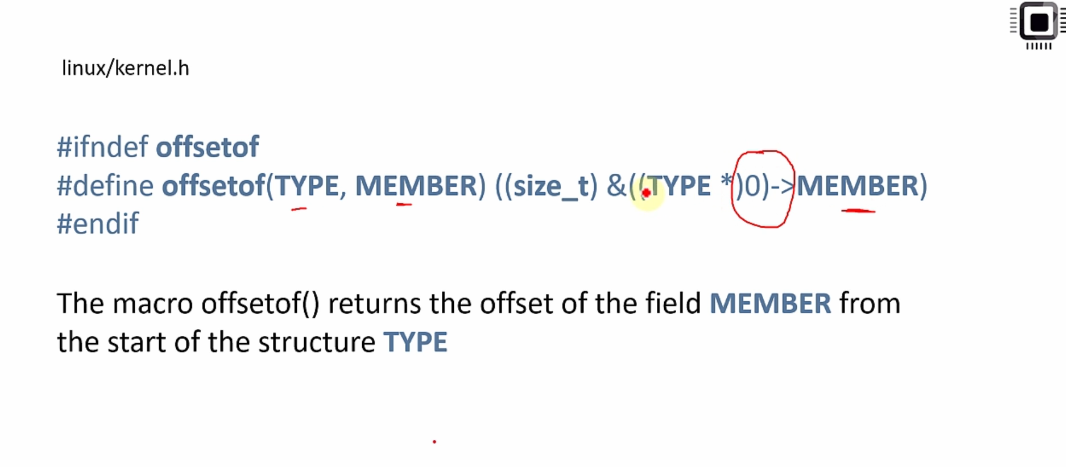 linux/kernel.h
#ifndef offsetof
#define offsetof(TYPE, MEMBER) ((size_t) &((TYPE *)0)->MEMBER)
#endif
The macro offsetof() returns the offset of the field MEMBER from
the start of the structure TYPE